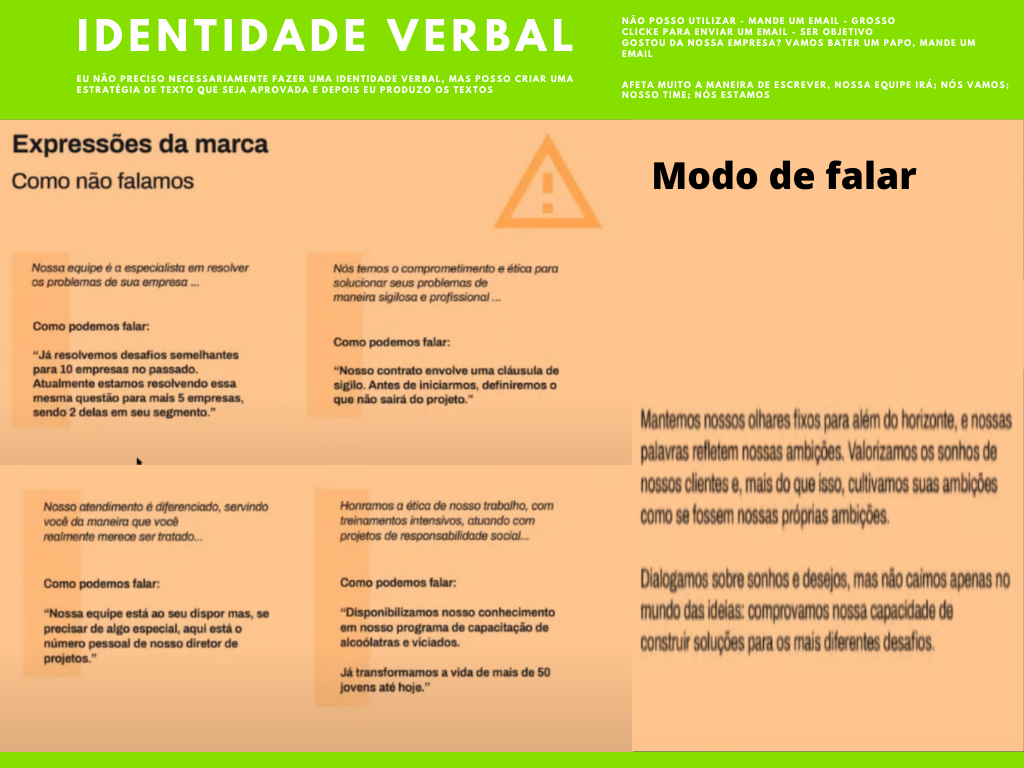 IDENTIDADE VERBAL
EU NÃO PRECISO NECESSARIAMENTE FAZER UMA IDENTIDADE VERBAL, MAS POSSO CRIAR UMA
ESTRATÉGIA DE TEXTO QUE SEJA APROVADA E DEPOIS EU PRODUZO OS TEXTOS
NÃO POSSO UTILIZAR - MANDE UM EMAIL - GROSSO
CLICKE PARA ENVIAR UM EMAIL - SER OBJETIVO
GOSTOU DA NOSSA EMPRESA? VAMOS BATER UM PAPO, MANDE UM
EMAIL
AFETA MUITO A MANEIRA DE ESCREVER, NOSSA EQUIPE IRÁ; NÓS VAMOS;
NOSSO TIME; NÓS ESTAMOS
Expressões da marca
Como não falamos
Nossa equipe é a especialista em resolver
os problemas de sua empresa ...
Como podemos falar:
“Já resolvemos desafios semelhantes
para 10 empresas no passado.
Atualmente estamos resolvendo essa
mesma questão para mais 5 empresas,
sendo 2 delas em seu segmento.”
Nós temos o comprometimento e ética para
solucionar seus problemas de
maneira sigilosa e profissional ...
Como podemos falar:
“Nosso contrato envolve uma cláusula de
sigilo. Antes de iniciarmos, definiremos o
que não sairá do projeto.”
Nosso atendimento é diferenciado, servindo
você da maneira que você
realmente merece ser tratado...
Como podemos falar:
“Nossa equipe está ao seu dispor mas, se
precisar de algo especial, aqui está o
número pessoal de nosso diretor de
projetos.”
Honramos a ética de nosso trabalho, com
treinamentos intensivos, atuando com
projetos de responsabilidade social...
Como podemos falar:
“Disponibilizamos nosso conhecimento
em nosso programa de capacitação de
alcoólatras e viciados.
Já transformamos a vida de mais de 50
jovens até hoje.”
Modo de falar
Mantemos nossos olhares fixos para além do horizonte, e nossas
palavras refletem nossas ambições. Valorizamos os sonhos de
nossos clientes e, mais do que isso, cultivamos suas ambições
como se fossem nossas próprias ambições.
Dialogamos sobre sonhos e desejos, mas não caímos apenas no
mundo das ideias: comprovamos nossa capacidade de
construir soluções para os mais diferentes desafios.